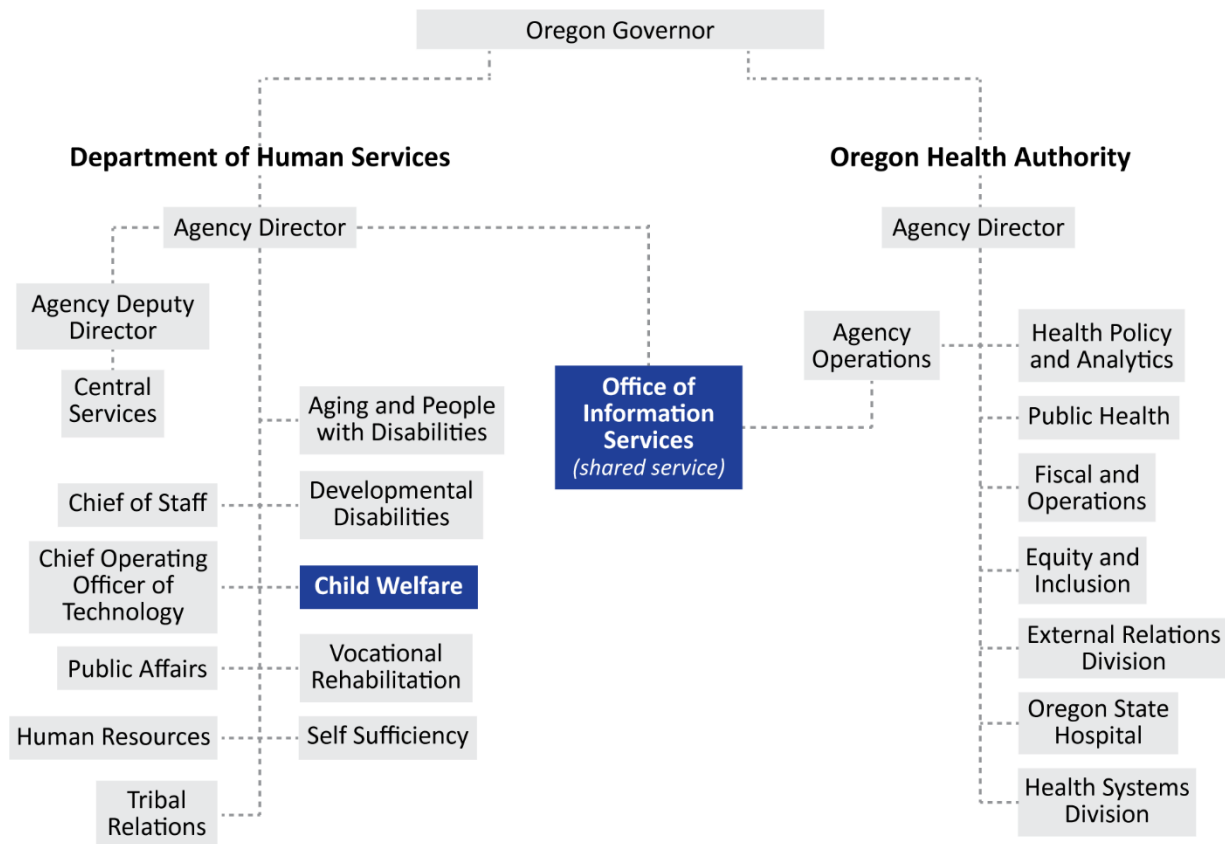 Oregon Governor
Department of Human Services
Oregon Health Authority
Agency Director
Agency Director
Agency Deputy
Director
Central
Services
Aging and People
with Disabilities
Chief of Staff
Developmental
Disabilities
Chief Operating
Officer of
Technology
Child Welfare
Public Affairs
Vocational
Rehabilitation
Human Resources
Self Sufficiency
Tribal
Relations
Office of
Information
Services
(shared service)
Agency
Operations
Health Policy
and Analytics
Public Health
Fiscal and
Operations
Equity and
Inclusion
External Relations
Division
Oregon State
Hospital
Health Systems
Division